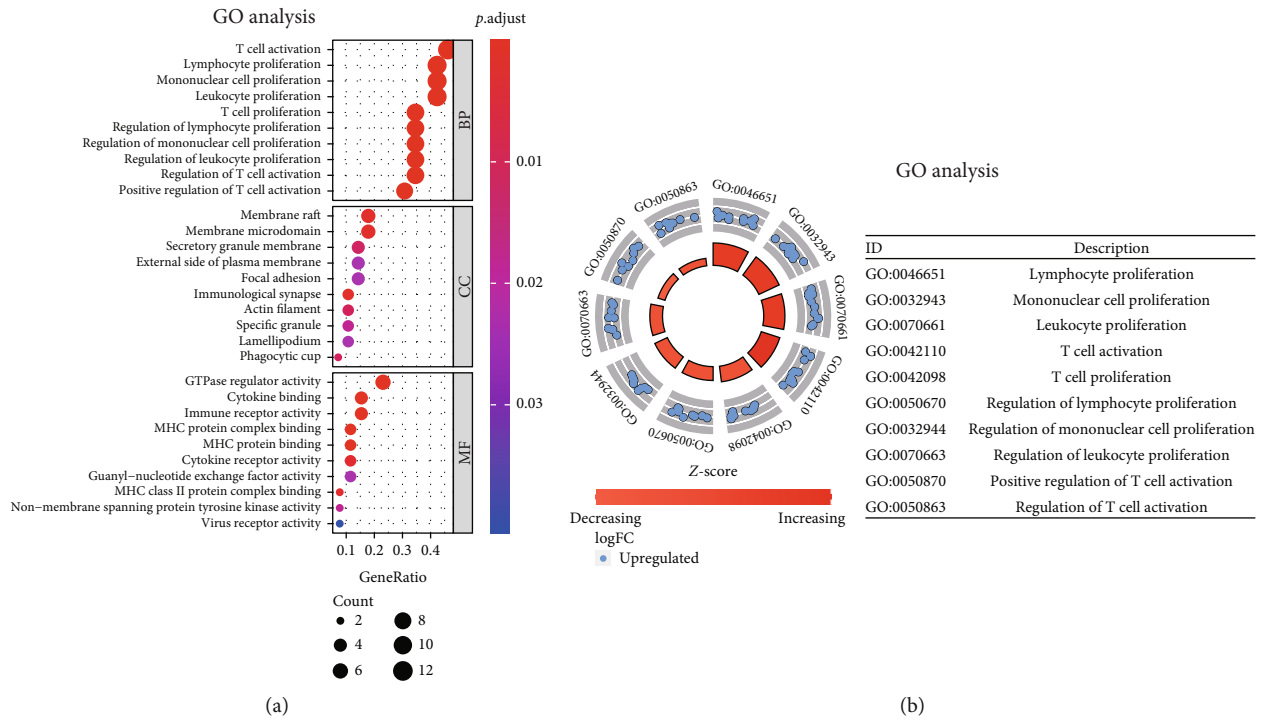 GO analysis
p.adjust
T cell activation
Lymphocyte proliferation
Mononuclear cell proliferation
Leukocyte proliferation
T cell proliferation
Regulation of lymphocyte proliferation
Regulation of mononuclear cell proliferation
Regulation of leukocyte proliferation
Regulation of T cell activation
Positive regulation of T cell activation
BP
Membrane raft
Membrane microdomain
Secretory granule membrane
External side of plasma membrane
Focal adhesion
Immunological synapse
Actin filament
Specific granule
Lamellipodium
Phagocytic cup
CC
GTPase regulator activity
Cytokine binding
Immune receptor activity
MHC protein complex binding
MHC protein binding
Cytokine receptor activity
Guanyl−nucleotide exchange factor activity
MHC class II protein complex binding
Non−membrane spanning protein tyrosine kinase activity
Virus receptor activity
MF
0.1 0.2 0.3 0.4
GeneRatio
0.01
0.02
0.03
Count
2 8
4 10
6 12
(a)
GO:0046651
GO:0032943
GO:0070661
GO:0042110
GO:0042098
GO:0050670
GO:0032944
GO:0070663
GO:0050870
GO:0050863
Z-score
Decreasing Increasing
logFC
Upregulated
GO analysis
ID Description
GO:0046651 Lymphocyte proliferation
GO:0032943 Mononuclear cell proliferation
GO:0070661 Leukocyte proliferation
GO:0042110 T cell activation
GO:0042098 T cell proliferation
GO:0050670 Regulation of lymphocyte proliferation
GO:0032944 Regulation of mononuclear cell proliferation
GO:0070663 Regulation of leukocyte proliferation
GO:0050870 Positive regulation of T cell activation
GO:0050863 Regulation of T cell activation
(b)